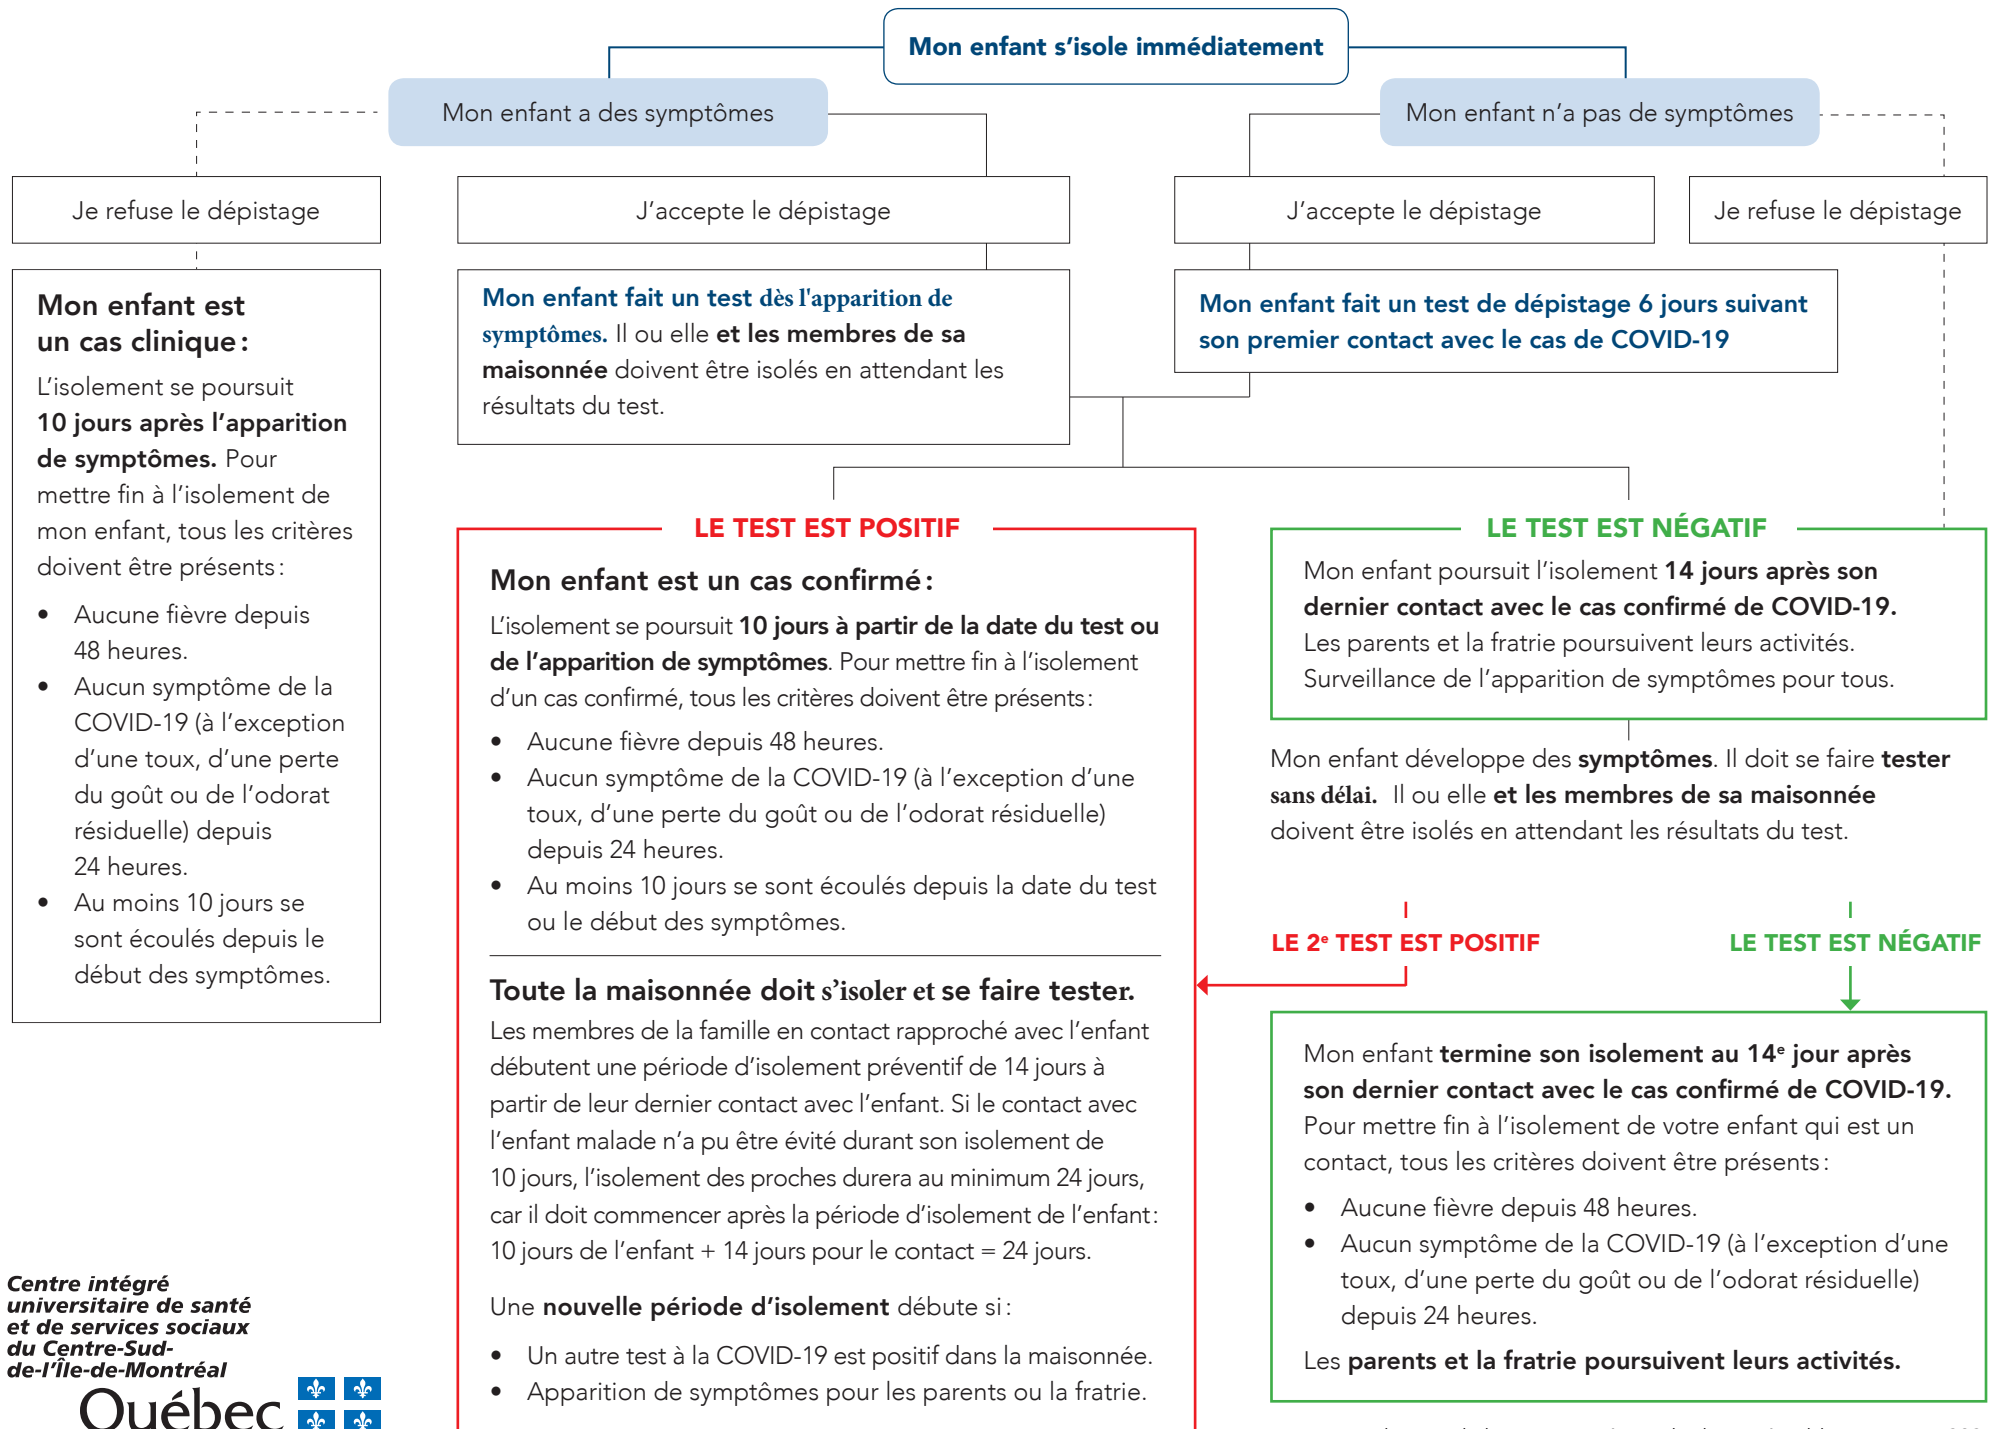 Mon enfant s’isole immédiatement
Mon enfant a des symptômes
Mon enfant n’a pas de symptômes
Je refuse le dépistage
J’accepte le dépistage
J’accepte le dépistage
Je refuse le dépistage
Mon enfant est
un cas clinique :
L’isolement se poursuit
10 jours après l’apparition
de symptômes. Pour
mettre fin à l’isolement de
mon enfant, tous les critères
doivent être présents :
• Aucune fièvre depuis
48 heures.
• Aucun symptôme de la
COVID-19 (à l’exception
d’une toux, d’une perte
du goût ou de l’odorat
résiduelle) depuis
24 heures.
• Au moins 10 jours se
sont écoulés depuis le
début des symptômes.
Mon enfant fait un test dès l'apparition de
symptômes. Il ou elle et les membres de sa
maisonnée doivent être isolés en attendant les
résultats du test.
Mon enfant fait un test de dépistage 6 jours suivant
son premier contact avec le cas de COVID-19
LE TEST EST POSITIF
Mon enfant est un cas confirmé :
L’isolement se poursuit 10 jours à partir de la date du test ou
de l’apparition de symptômes. Pour mettre fin à l’isolement
d’un cas confirmé, tous les critères doivent être présents :
• Aucune fièvre depuis 48 heures.
• Aucun symptôme de la COVID-19 (à l’exception d’une
toux, d’une perte du goût ou de l’odorat résiduelle)
depuis 24 heures.
• Au moins 10 jours se sont écoulés depuis la date du test
ou le début des symptômes.
Toute la maisonnée doit s’isoler et se faire tester.
Les membres de la famille en contact rapproché avec l’enfant
débutent une période d’isolement préventif de 14 jours à
partir de leur dernier contact avec l’enfant. Si le contact avec
l’enfant malade n’a pu être évité durant son isolement de
10 jours, l’isolement des proches durera au minimum 24 jours,
car il doit commencer après la période d’isolement de l’enfant :
10 jours de l’enfant + 14 jours pour le contact = 24 jours.
Une nouvelle période d’isolement débute si :
• Un autre test à la COVID-19 est positif dans la maisonnée.
• Apparition de symptômes pour les parents ou la fratrie.
LE TEST EST NÉGATIF
Mon enfant poursuit l’isolement 14 jours après son
dernier contact avec le cas confirmé de COVID-19.
Les parents et la fratrie poursuivent leurs activités.
Surveillance de l’apparition de symptômes pour tous.
Mon enfant développe des symptômes. Il doit se faire tester
sans délai. Il ou elle et les membres de sa maisonnée
doivent être isolés en attendant les résultats du test.
LE 2e TEST EST POSITIF
LE TEST EST NÉGATIF
Mon enfant termine son isolement au 14e jour après
son dernier contact avec le cas confirmé de COVID-19.
Pour mettre fin à l’isolement de votre enfant qui est un
contact, tous les critères doivent être présents :
• Aucune fièvre depuis 48 heures.
• Aucun symptôme de la COVID-19 (à l’exception d’une
toux, d’une perte du goût ou de l’odorat résiduelle)
depuis 24 heures.
Les parents et la fratrie poursuivent leurs activités.
Centre intégré
universitaire de santé
et de services sociaux
du Centre-Sud-
de-l’Île-de-Montréal
Québec